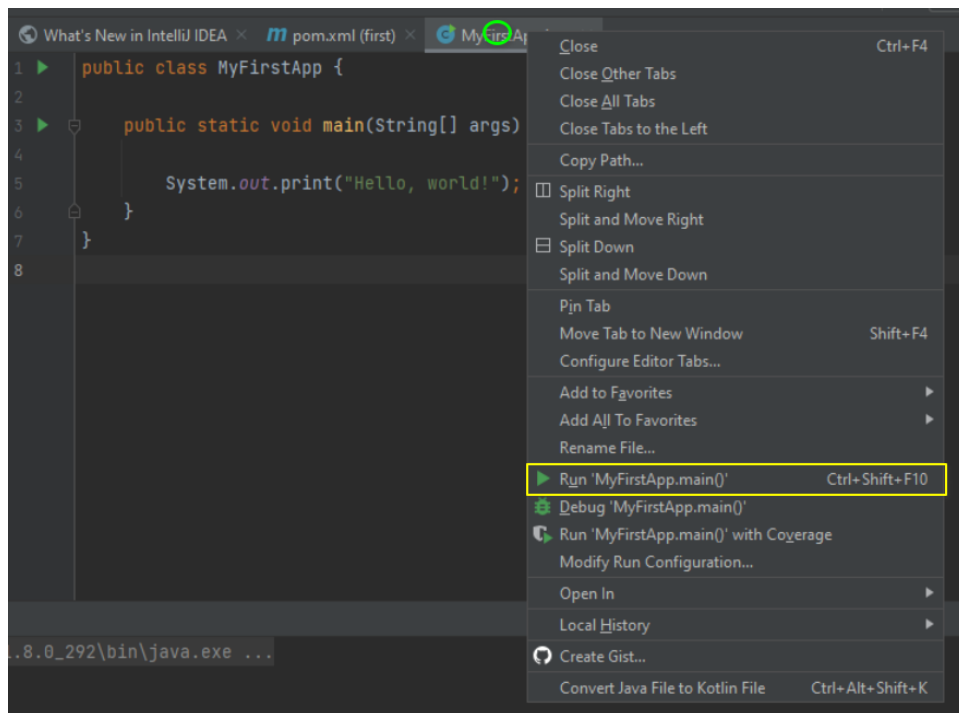 What's New in IntelliJ IDEA × m pom.xml (first) × C MyFirstAp
1 public class MyFirstApp {
2
3 public static void main(String[] args)
4
5 System.out.print("Hello, world!");
6 }
7 }
8
Close Ctrl+F4
Close Other Tabs
Close All Tabs
Close Tabs to the Left
Copy Path...
Split Right
Split and Move Right
Split Down
Split and Move Down
Pin Tab
Move Tab to New Window Shift+F4
Configure Editor Tabs...
Add to Favorites
Add All To Favorites
Rename File...
Run 'MyFirstApp.main()' Ctrl+Shift+F10
Debug 'MyFirstApp.main()'
Run 'MyFirstApp.main()' with Coverage
Modify Run Configuration...
Open In
Local History
Create Gist...
Convert Java File to Kotlin File Ctrl+Alt+Shift+K
1.8.0_292\bin\java.exe ...